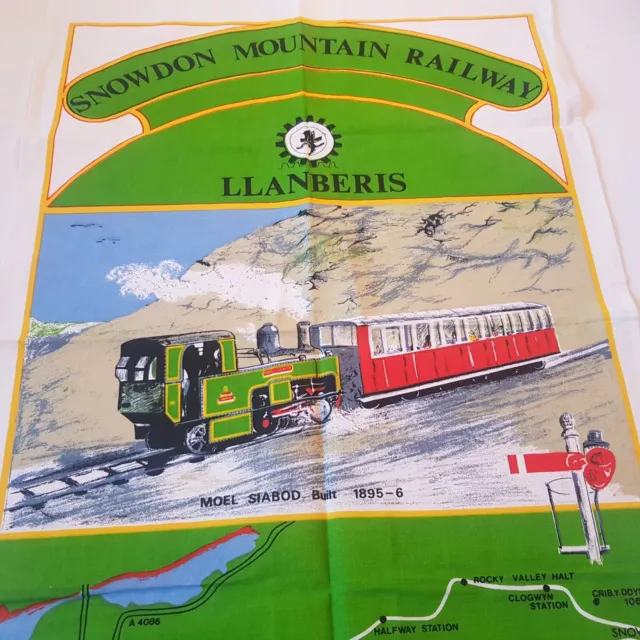 SNOWDON MOUNTAIN RAILWAY
LLANBERIS
MOEL SIABOD, Built 1895-6
ROCKY VALLEY HALT
CLOGWYN
STATION
A 4086
HALFWAY STATION